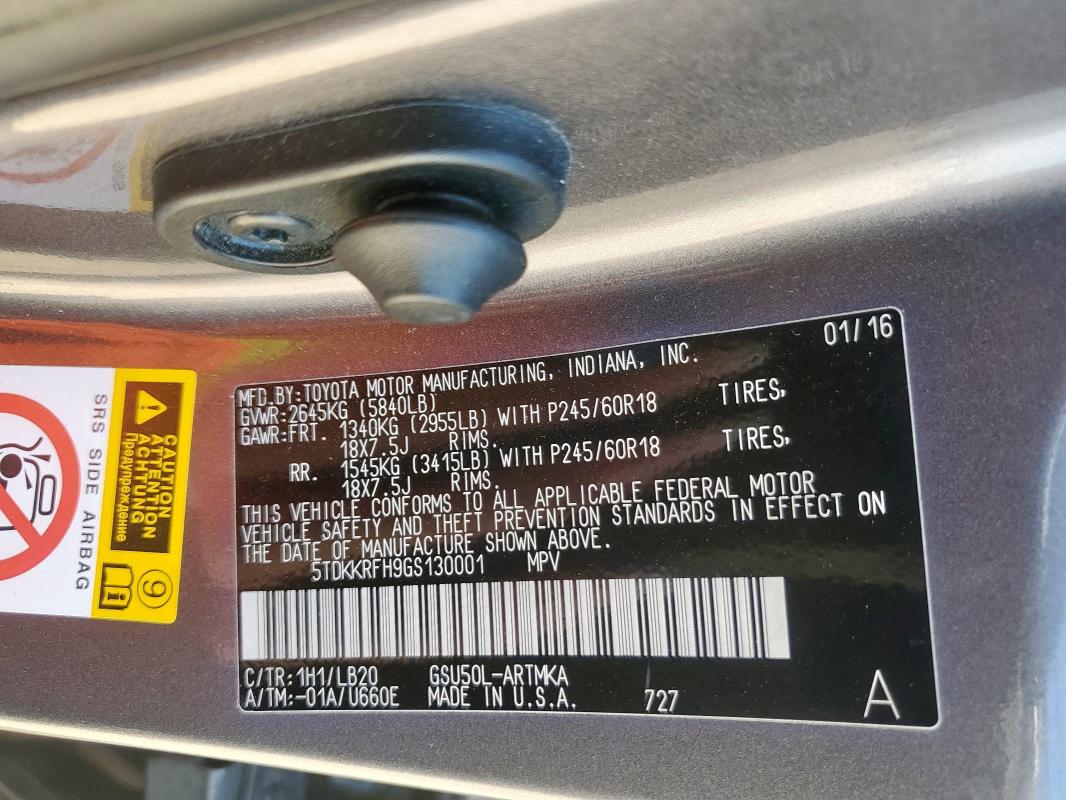 01/16
MFD.BY:TOYOTA MOTOR MANUFACTURING, INDIANA, INC.
GVWR:2645KG (5840LB)
GAWR:FRT. 1340KG (2955LB) WITH P245/60R18 TIRES,
18X7.5J RIMS.
RR. 1545KG (3415LB) WITH P245/60R18 TIRES,
18X7.5J RIMS.
THIS VEHICLE CONFORMS TO ALL APPLICABLE FEDERAL MOTOR
VEHICLE SAFETY AND THEFT PREVENTION STANDARDS IN EFFECT ON
THE DATE OF MANUFACTURE SHOWN ABOVE.
5TDKKRFH9GS130001 MPV
C/TR:1H1/LB20 GSU50L-ARTMKA
A/TM:-01A/U660E MADE IN U.S.A. 727 A
CAUTION
ATTENTION
ACHTUNG
Предупреждение
SRS SIDE AIRBAG
i
9